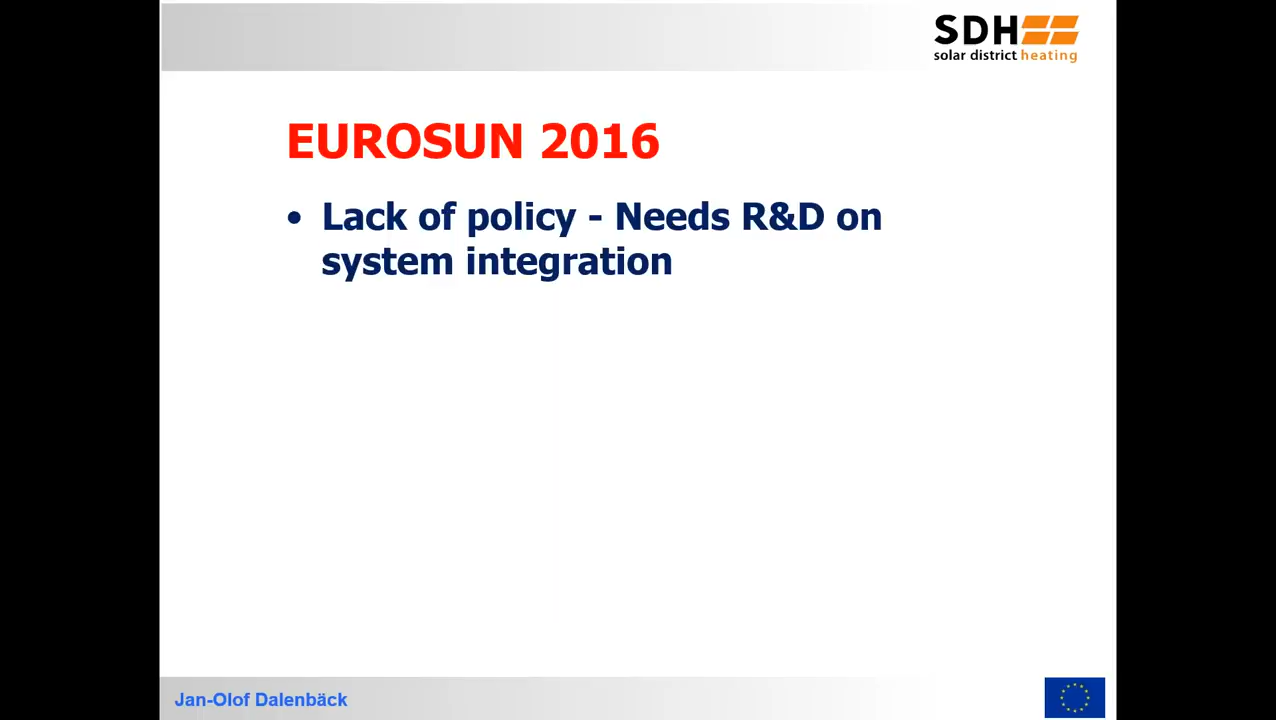 SDH
solar district heating
EUROSUN 2016
• Lack of policy - Needs R&D on
system integration
Jan-Olof Dalenbäck